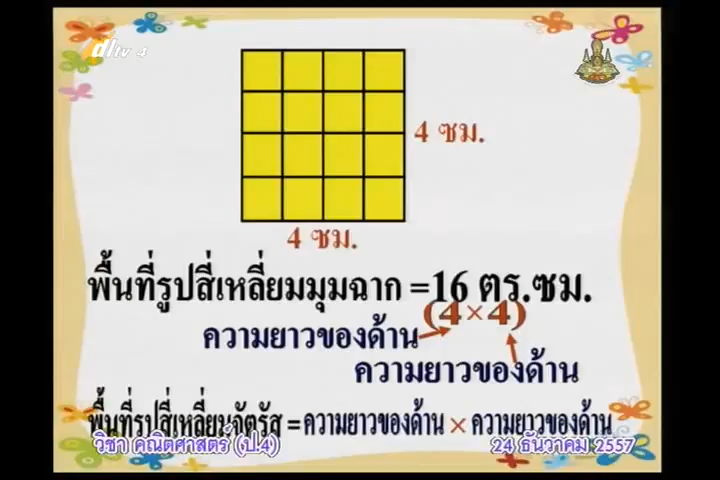 dltv 4
4 ซม.
4 ซม.
พื้นที่รูปสี่เหลี่ยมมุมฉาก =16 ตร.ซม.
(4×4)
ความยาวของด้าน
ความยาวของด้าน
พื้นที่รูปสี่เหลี่ยมจัตุรัส = ความยาวของด้าน × ความยาวของด้าน
วิชา คณิตศาสตร์ (ป.4) 24 ธันวาคม 2557